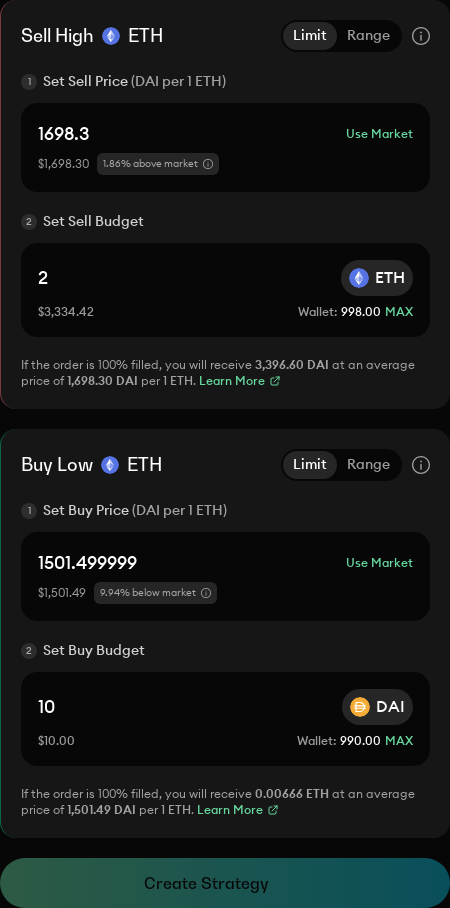 Sell High ETH Limit Range
1 Set Sell Price (DAI per 1 ETH)
1698.3 Use Market
$1,698.30 1.86% above market
2 Set Sell Budget
2 ETH
$3,334.42 Wallet: 998.00 MAX
If the order is 100% filled, you will receive 3,396.60 DAI at an average
price of 1,698.30 DAI per 1 ETH. Learn More
Buy Low ETH Limit Range
1 Set Buy Price (DAI per 1 ETH)
1501.499999 Use Market
$1,501.49 9.94% below market
2 Set Buy Budget
10 DAI
$10.00 Wallet: 990.00 MAX
If the order is 100% filled, you will receive 0.00666 ETH at an average
price of 1,501.49 DAI per 1 ETH. Learn More
Create Strategy